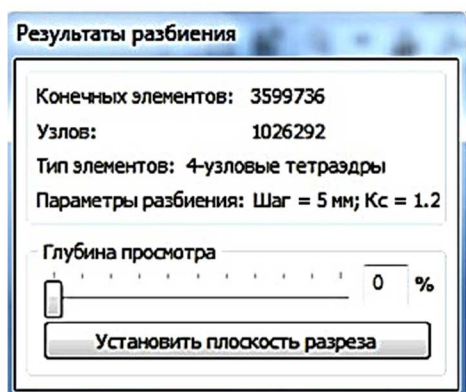 Результаты разбиения
Конечных элементов: 3599736
Узлов: 1026292
Тип элементов: 4-узловые тетраэдры
Параметры разбиения: Шаг = 5 мм; Кс = 1.2
Глубина просмотра
0 %
Установить плоскость разреза